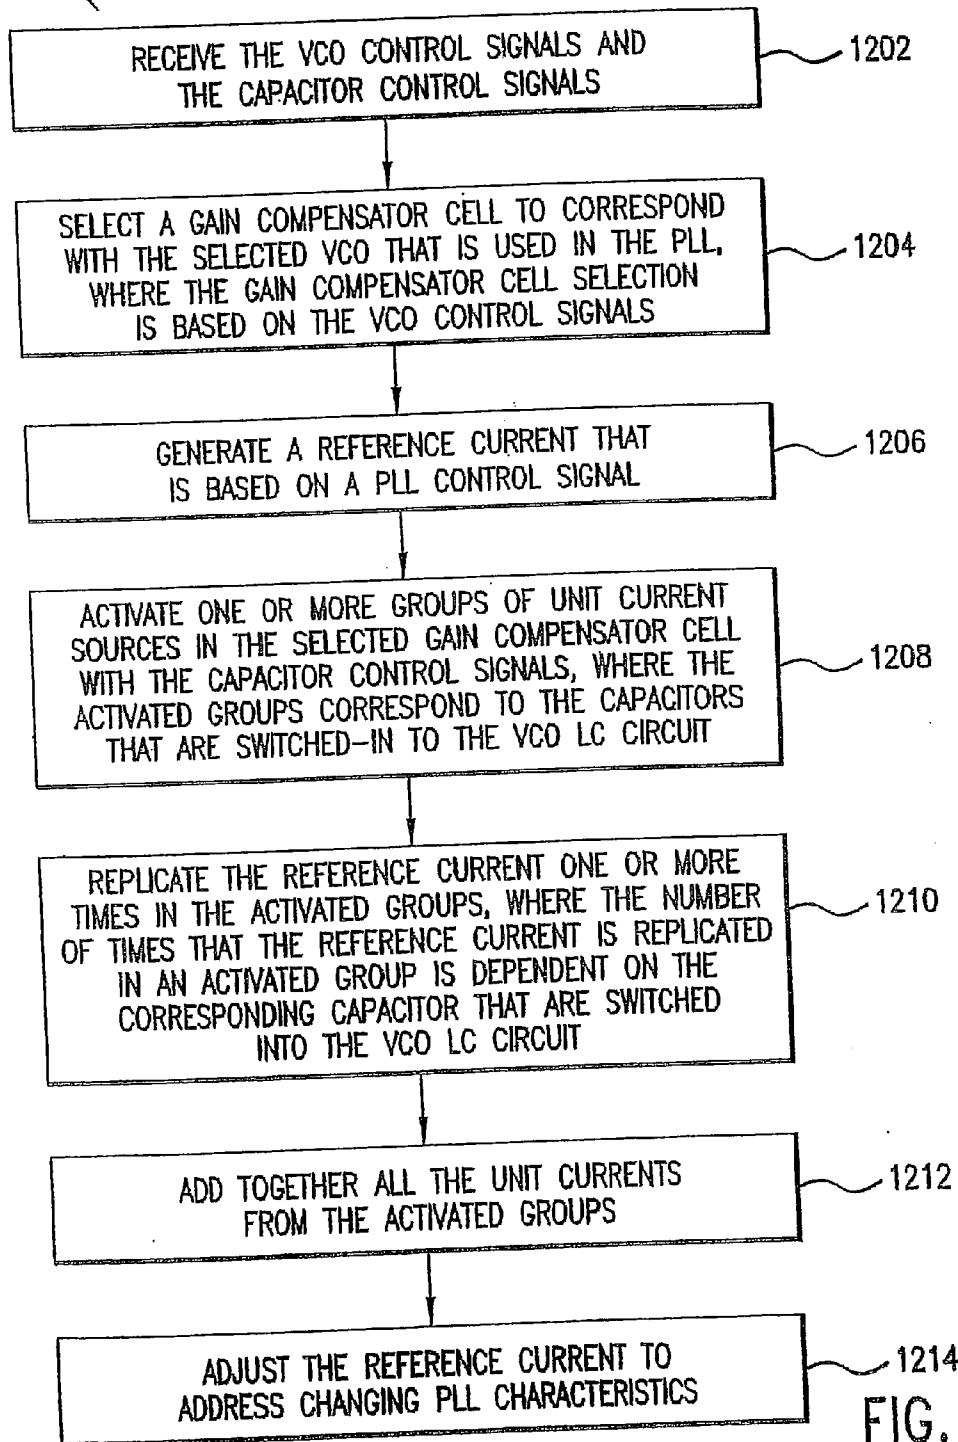 RECEIVE THE VCO CONTROL SIGNALS AND
THE CAPACITOR CONTROL SIGNALS
1202
SELECT A GAIN COMPENSATOR CELL TO CORRESPOND
WITH THE SELECTED VCO THAT IS USED IN THE PLL,
WHERE THE GAIN COMPENSATOR CELL SELECTION
IS BASED ON THE VCO CONTROL SIGNALS
1204
GENERATE A REFERENCE CURRENT THAT
IS BASED ON A PLL CONTROL SIGNAL
1206
ACTIVATE ONE OR MORE GROUPS OF UNIT CURRENT
SOURCES IN THE SELECTED GAIN COMPENSATOR CELL
WITH THE CAPACITOR CONTROL SIGNALS, WHERE THE
ACTIVATED GROUPS CORRESPOND TO THE CAPACITORS
THAT ARE SWITCHED-IN TO THE VCO LC CIRCUIT
1208
REPLICATE THE REFERENCE CURRENT ONE OR MORE
TIMES IN THE ACTIVATED GROUPS, WHERE THE NUMBER
OF TIMES THAT THE REFERENCE CURRENT IS REPLICATED
IN AN ACTIVATED GROUP IS DEPENDENT ON THE
CORRESPONDING CAPACITOR THAT ARE SWITCHED
INTO THE VCO LC CIRCUIT
1210
ADD TOGETHER ALL THE UNIT CURRENTS
FROM THE ACTIVATED GROUPS
1212
ADJUST THE REFERENCE CURRENT TO
ADDRESS CHANGING PLL CHARACTERISTICS
1214
FIG.